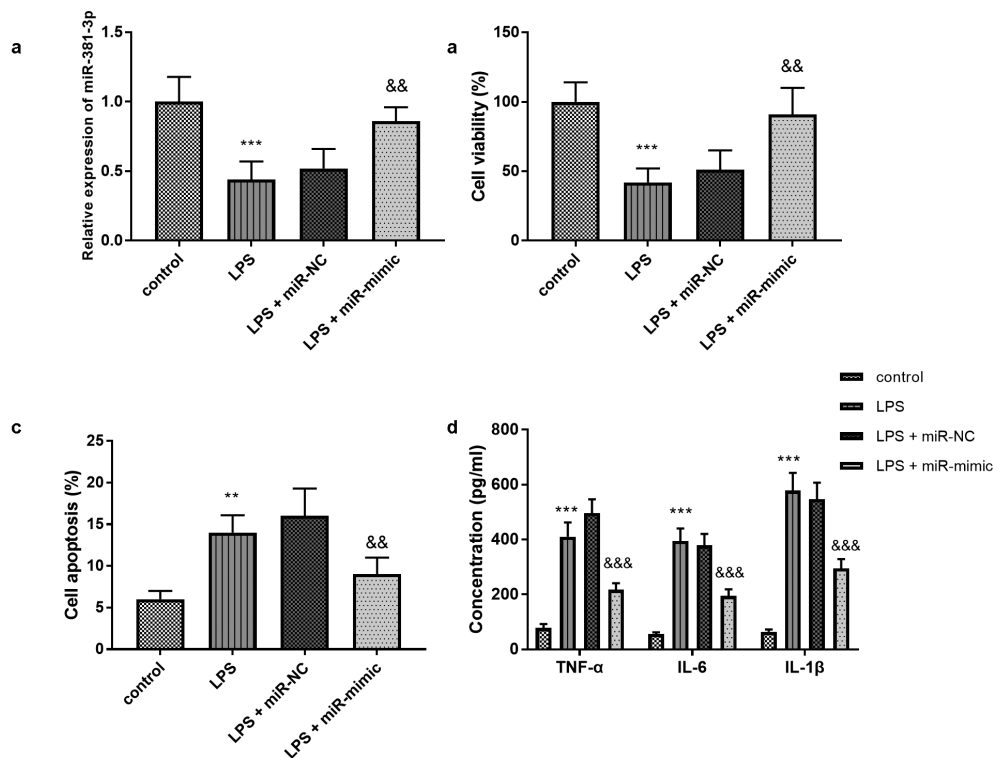 a
Relative expression of miR-381-3p
1.5
1.0
0.5
0.0
***
&&
control
LPS
LPS + miR-NC
LPS + miR-mimic
a
Cell viability (%)
150
100
50
0
***
&&
control
LPS
LPS + miR-NC
LPS + miR-mimic
c
Cell apoptosis (%)
25
20
15
10
5
0
**
&&
control
LPS
LPS + miR-NC
LPS + miR-mimic
d
Concentration (pg/ml)
800
600
400
200
0
***
&&&
***
&&&
***
&&&
TNF-α
IL-6
IL-1β
control
LPS
LPS + miR-NC
LPS + miR-mimic